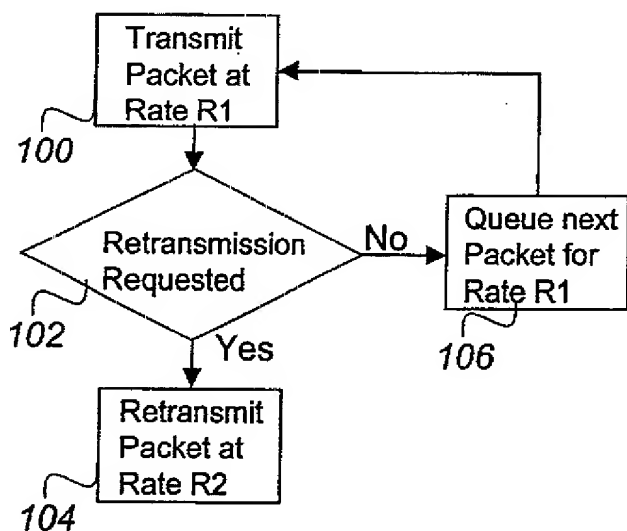 Transmit
Packet at
Rate R1
100
Retransmission
Requested
102
No
Queue next
Packet for
Rate R1
106
Yes
Retransmit
Packet at
Rate R2
104